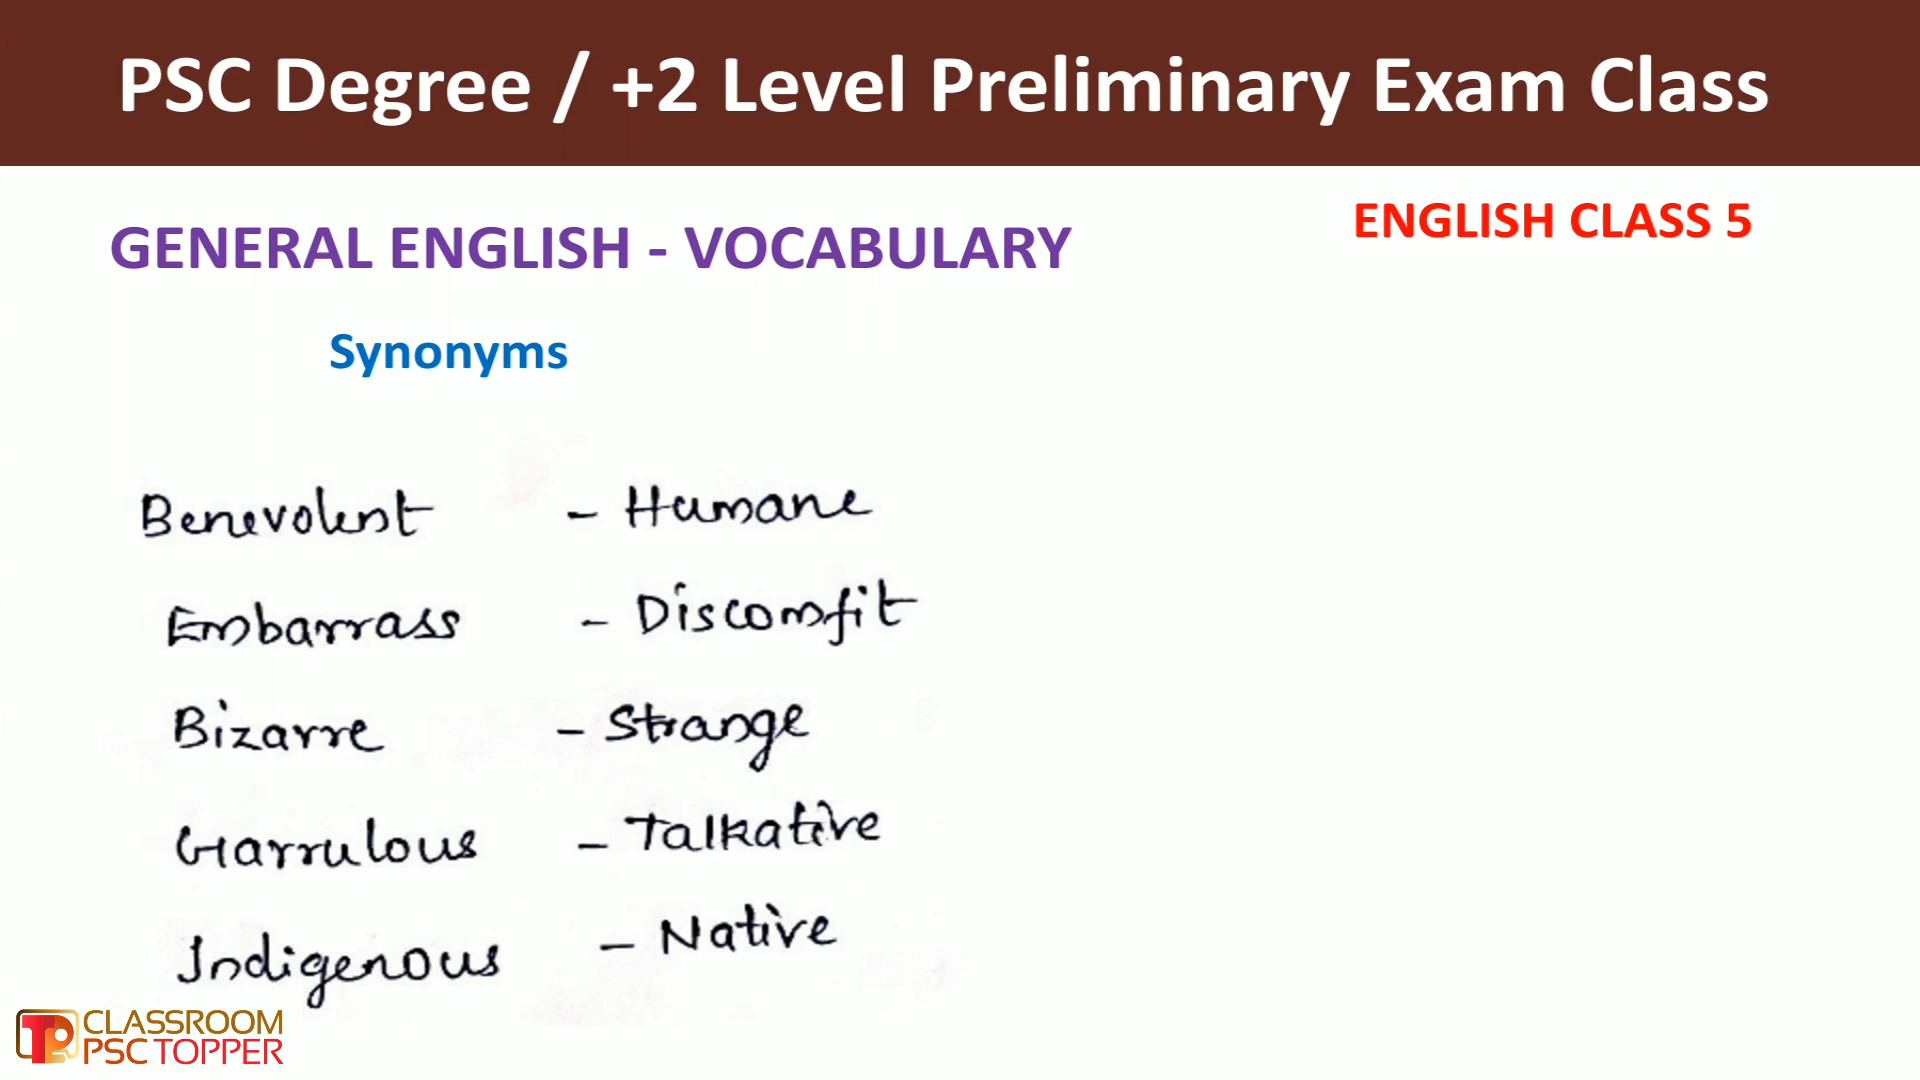 PSC Degree / +2 Level Preliminary Exam Class
ENGLISH CLASS 5
GENERAL ENGLISH - VOCABULARY
Synonyms
Benevolent - Humane
Embarrass - Discomfit
Bizarre - Strange
Garrulous - Talkative
Indigenous - Native
CLASSROOM
PSC TOPPER